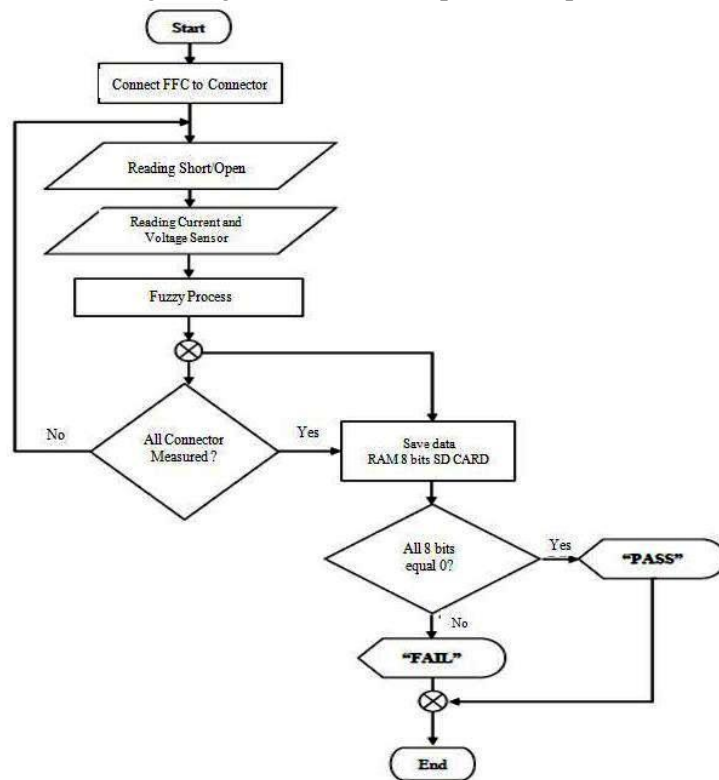 Start
Connect FFC to Connector
Reading Short/Open
Reading Current and
Voltage Sensor
Fuzzy Process
All Connector
Measured ?
No
Yes
Save data
RAM 8 bits SD CARD
All 8 bits
equal 0?
Yes
"PASS"
No
"FAIL"
End